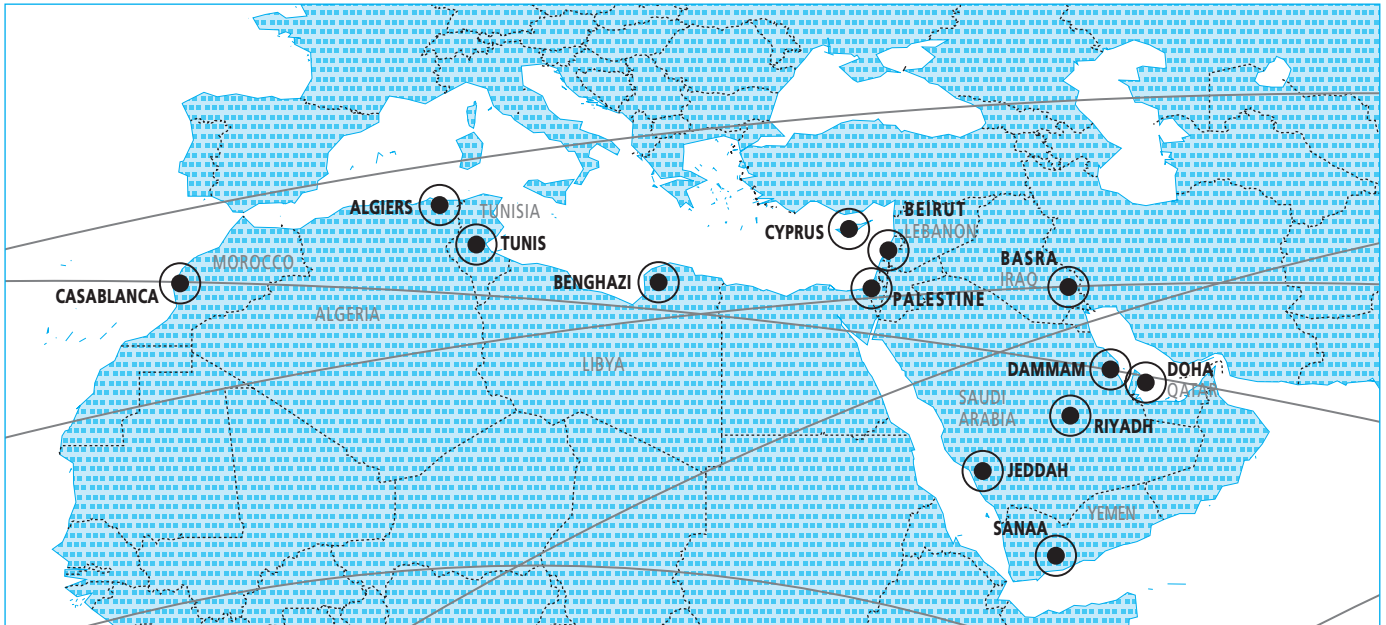 ALGIERS
TUNISIA
TUNIS
MOROCCO
CASABLANCA
ALGERIA
BENGHAZI
LIBYA
CYPRUS
BEIRUT
LEBANON
PALESTINE
BASRA
IRAQ
DAMMAM
DOHA
QATAR
SAUDI
ARABIA
RIYADH
JEDDAH
YEMEN
SANAA